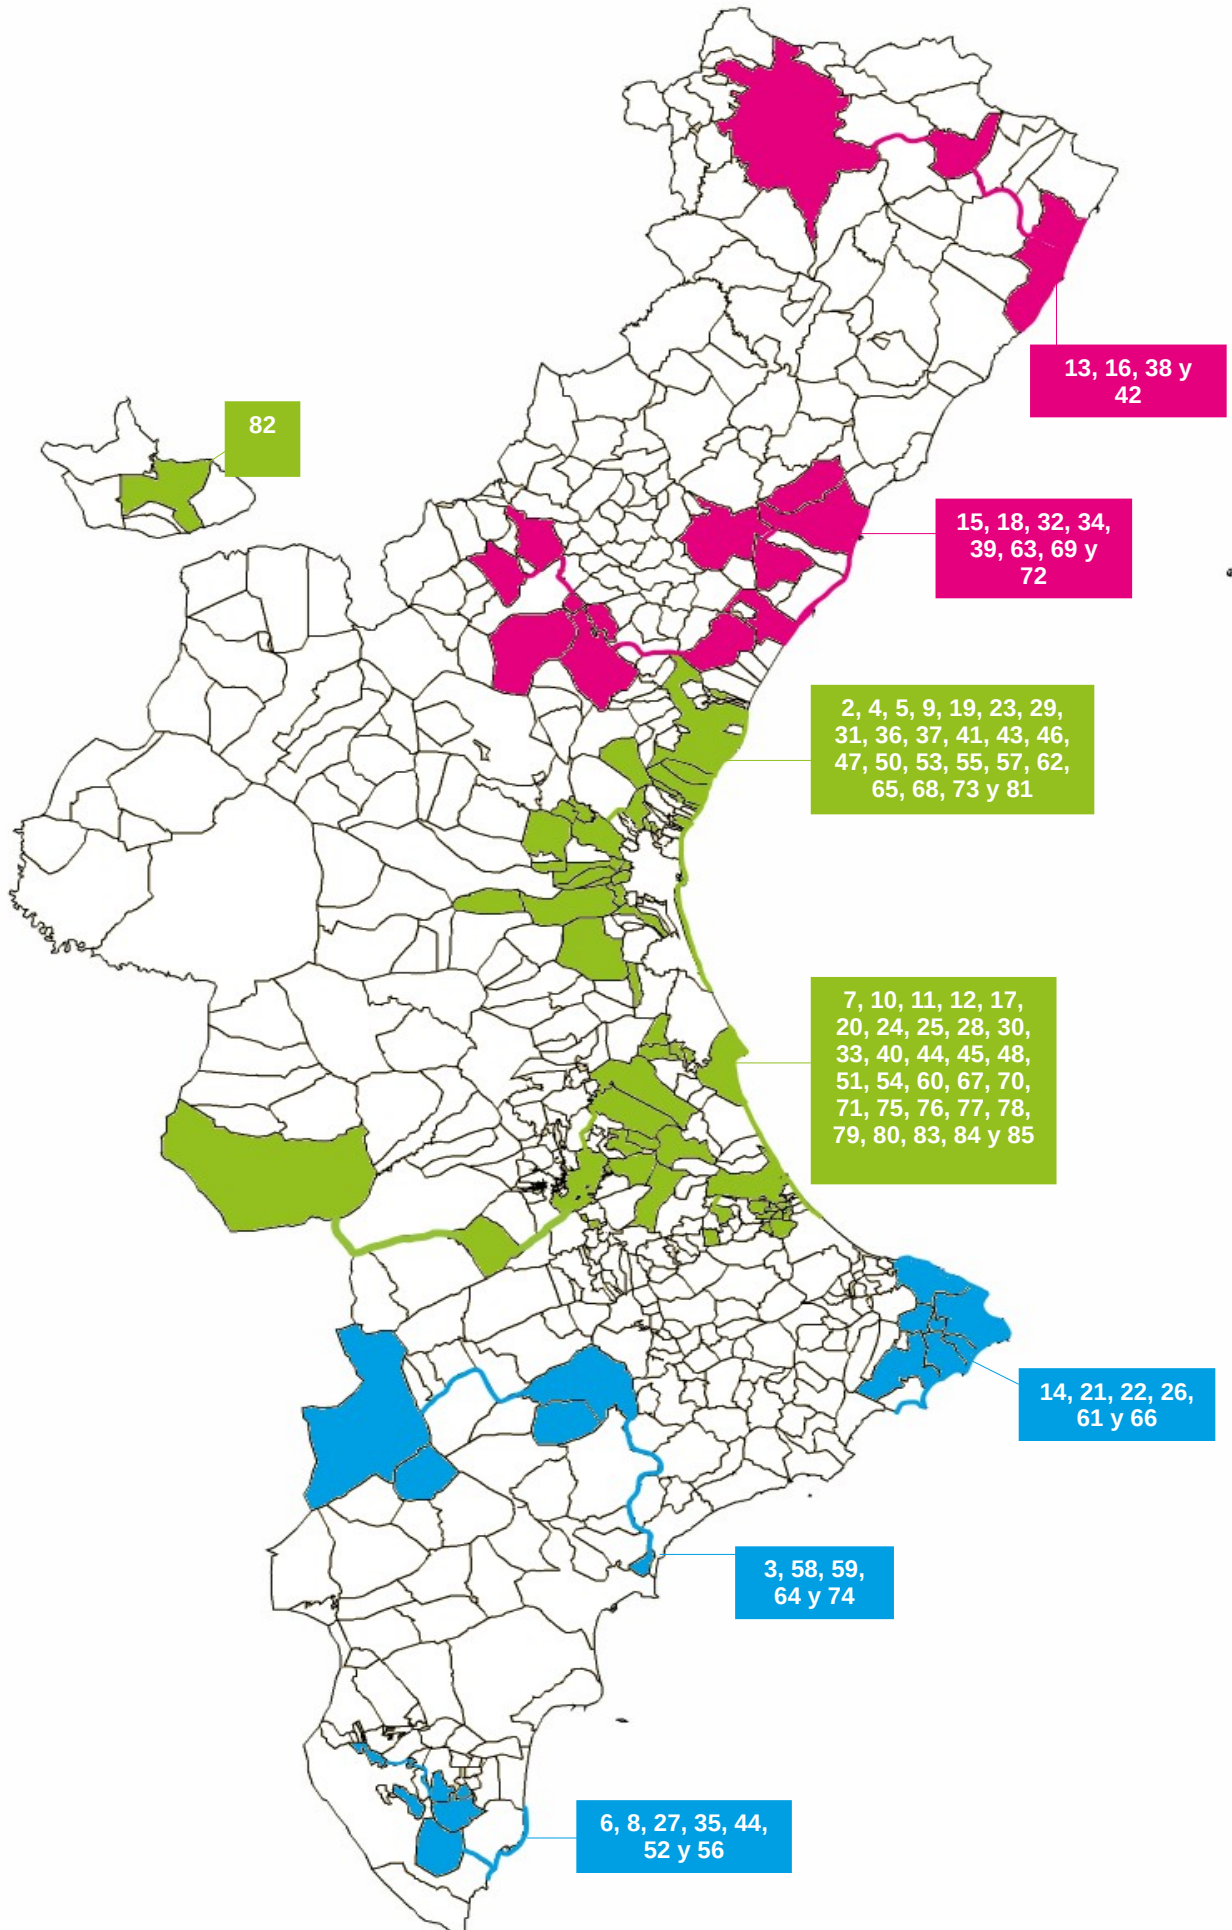 13, 16, 38 y
42
82
15, 18, 32, 34,
39, 63, 69 y
72
2, 4, 5, 9, 19, 23, 29,
31, 36, 37, 41, 43, 46,
47, 50, 53, 55, 57, 62,
65, 68, 73 y 81
7, 10, 11, 12, 17,
20, 24, 25, 28, 30,
33, 40, 44, 45, 48,
51, 54, 60, 67, 70,
71, 75, 76, 77, 78,
79, 80, 83, 84 y 85
14, 21, 22, 26,
61 y 66
3, 58, 59,
64 y 74
6, 8, 27, 35, 44,
52 y 56